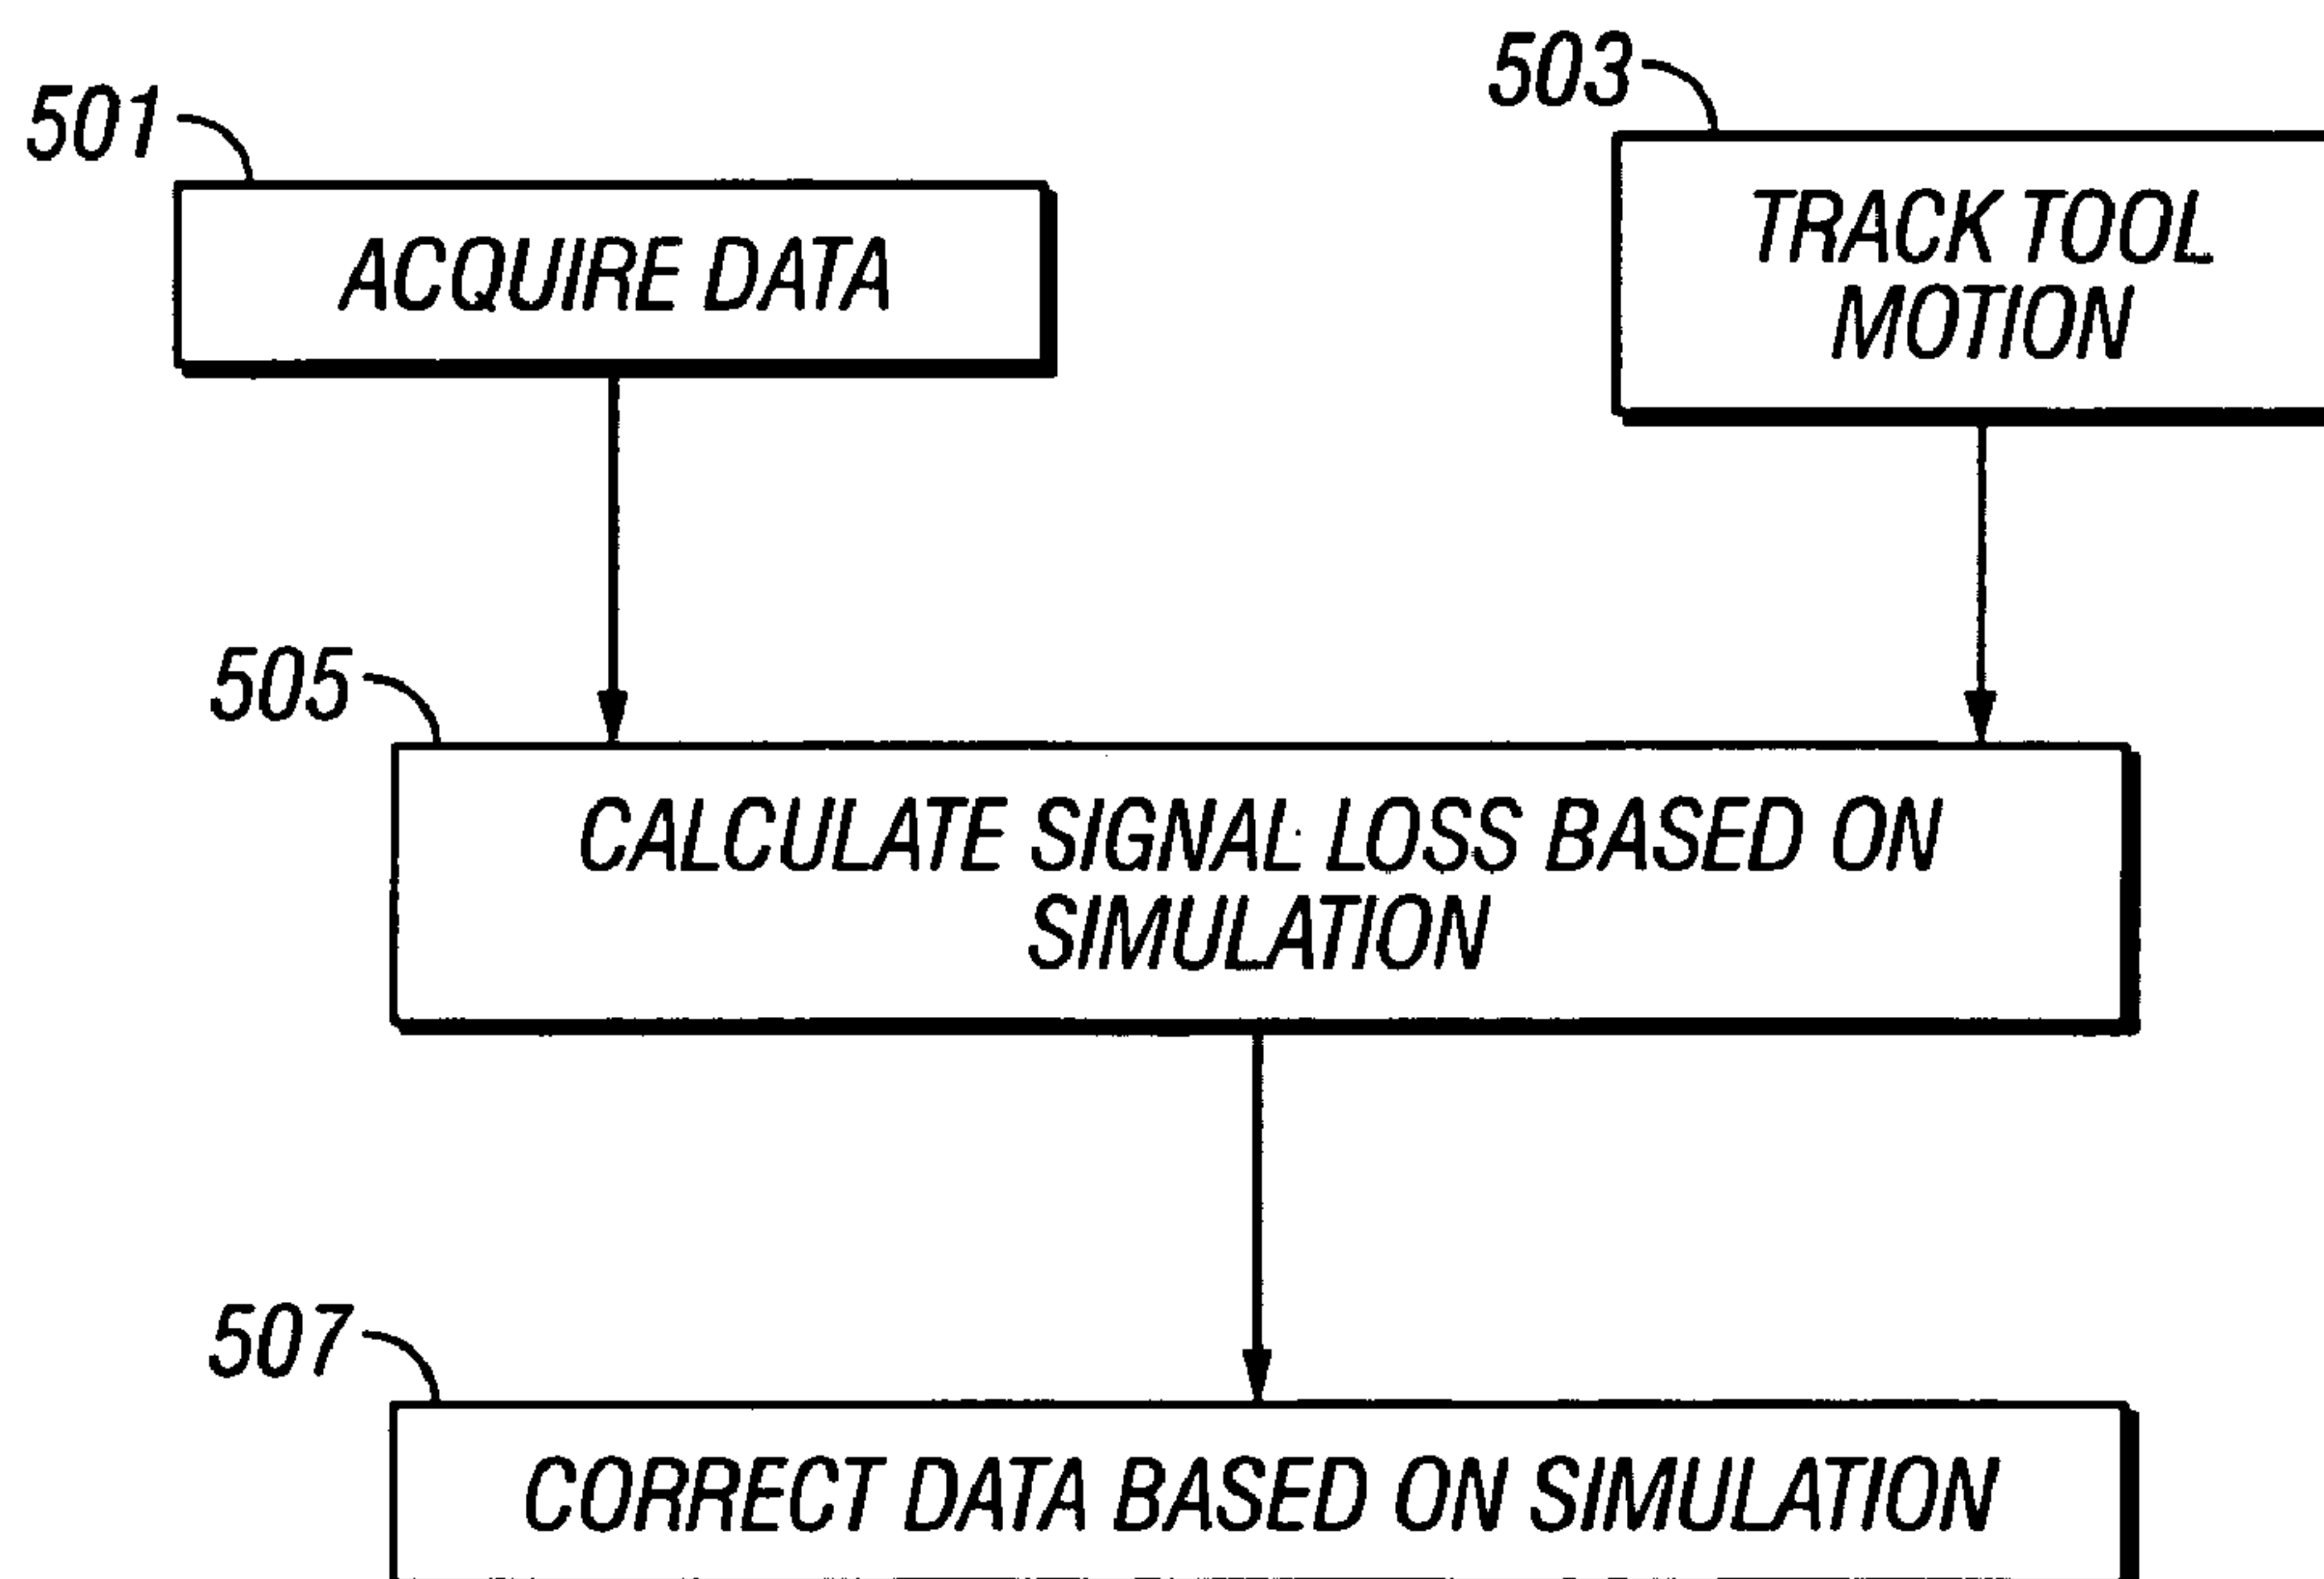 501
ACQUIRE DATA
503
TRACK TOOL
MOTION
505
CALCULATE SIGNAL LOSS BASED ON
SIMULATION
507
CORRECT DATA BASED ON SIMULATION